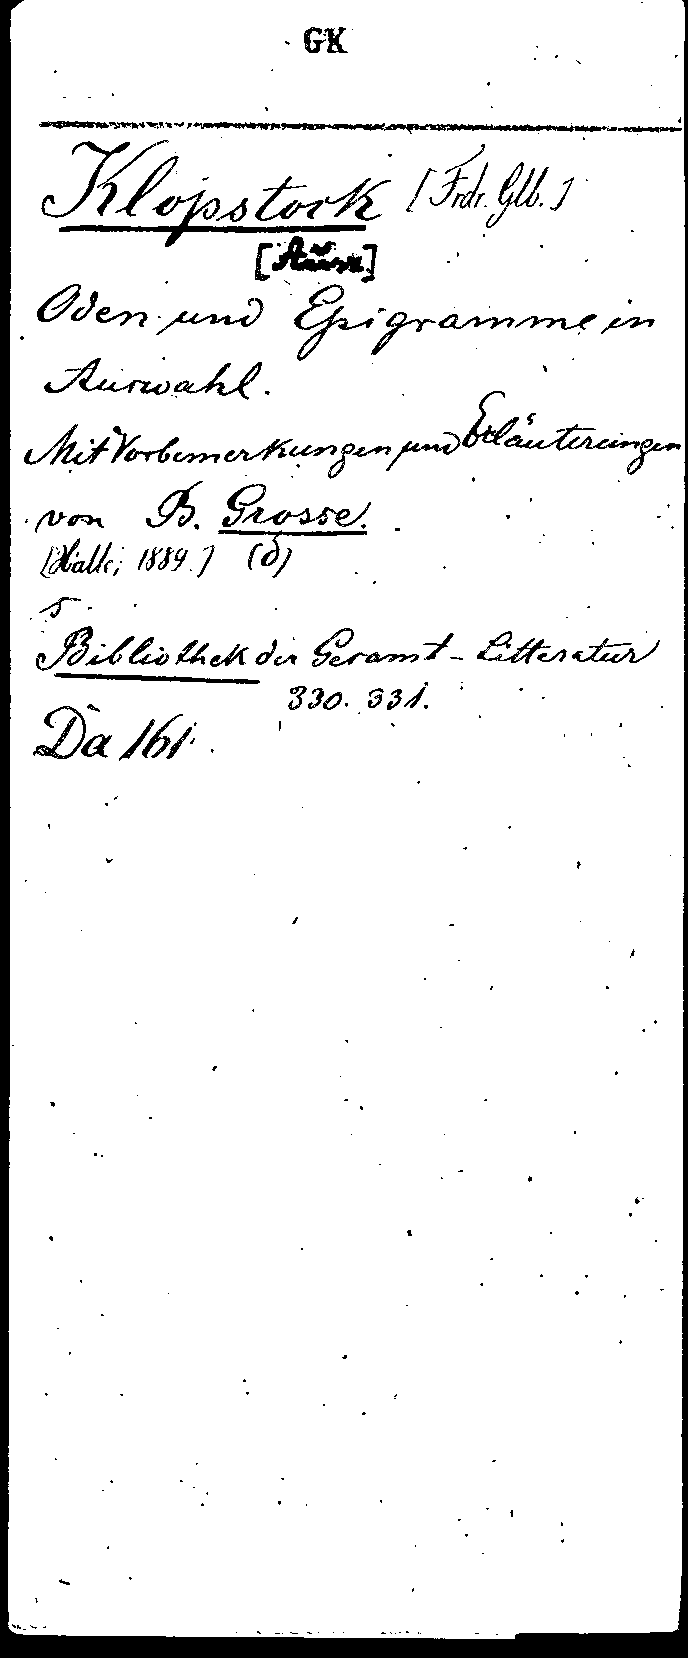 GK
Klopstock [Frdr. Glb.]
[Ausw.]
Oden und Epigramme in
Auswahl.
Mit Vorbemerkungen und Erläuterungen
von B. Grosse.
[Halle, 1889.] (8)
Bibliothek der Gesamt-Litteratur
330. 331.
Da 161.